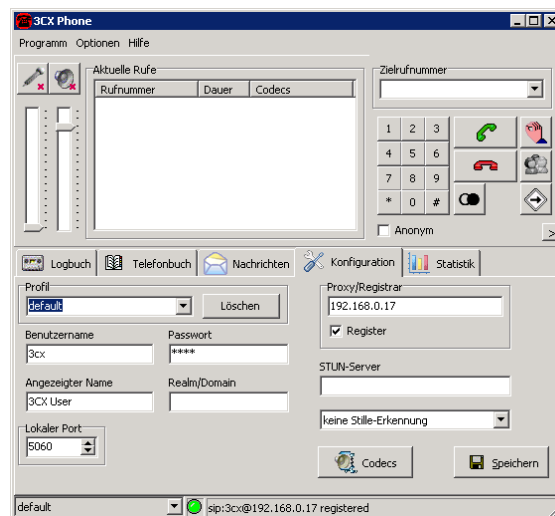 3CX Phone
Programm Optionen Hilfe
Aktuelle Rufe
Rufnummer Dauer Codecs
Zielrufnummer
1 2 3
4 5 6
7 8 9
* 0 #
Anonym
>
Logbuch Telefonbuch Nachrichten Konfiguration Statistik
Profil
default Löschen
Proxy/Registrar
192.168.0.17
Register
Benutzername Passwort
3cx ****
STUN-Server
Angezeigter Name Realm/Domain
3CX User
keine Stille-Erkennung
Lokaler Port
5060
Codecs Speichern
default sip:3cx@192.168.0.17 registered